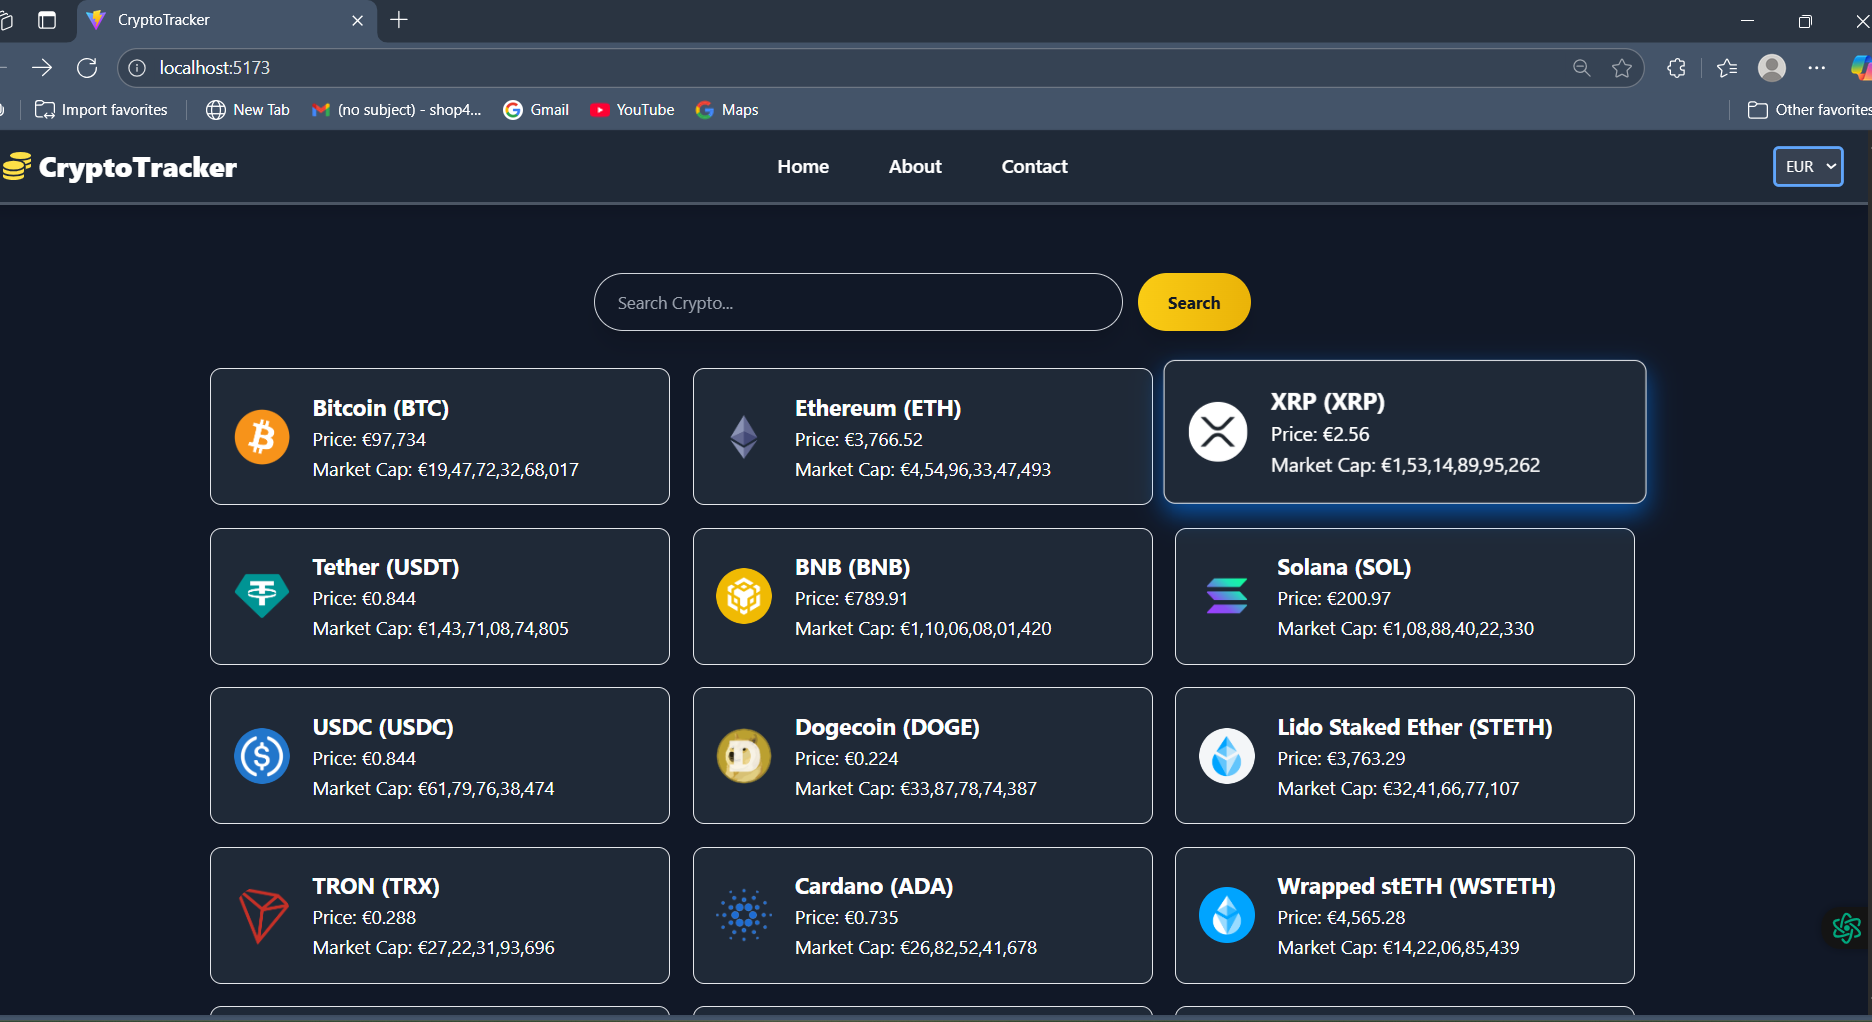 CryptoTracker
localhost:5173
Import favorites
New Tab
(no subject) - shop4...
Gmail
YouTube
Maps
Other favorites
CryptoTracker
Home
About
Contact
EUR
Search Crypto...
Search
Bitcoin (BTC)
Price: €97,734
Market Cap: €19,47,72,32,68,017
Ethereum (ETH)
Price: €3,766.52
Market Cap: €4,54,96,33,47,493
XRP (XRP)
Price: €2.56
Market Cap: €1,53,14,89,95,262
Tether (USDT)
Price: €0.844
Market Cap: €1,43,71,08,74,805
BNB (BNB)
Price: €789.91
Market Cap: €1,10,06,08,01,420
Solana (SOL)
Price: €200.97
Market Cap: €1,08,88,40,22,330
USDC (USDC)
Price: €0.844
Market Cap: €61,79,76,38,474
Dogecoin (DOGE)
Price: €0.224
Market Cap: €33,87,78,74,387
Lido Staked Ether (STETH)
Price: €3,763.29
Market Cap: €32,41,66,77,107
TRON (TRX)
Price: €0.288
Market Cap: €27,22,31,93,696
Cardano (ADA)
Price: €0.735
Market Cap: €26,82,52,41,678
Wrapped stETH (WSTETH)
Price: €4,565.28
Market Cap: €14,22,06,85,439